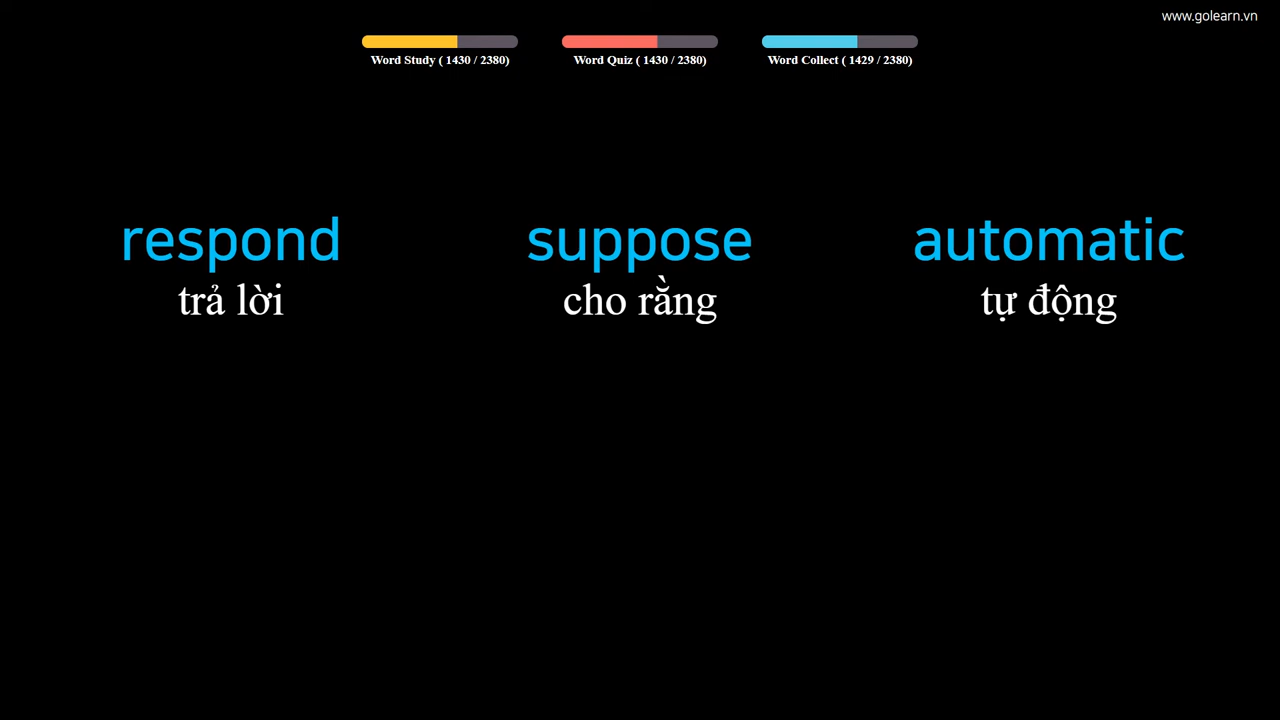 www.golearn.vn
Word Study ( 1430 / 2380) Word Quiz ( 1430 / 2380) Word Collect ( 1429 / 2380)
respond suppose automatic
trả lời cho rằng tự động